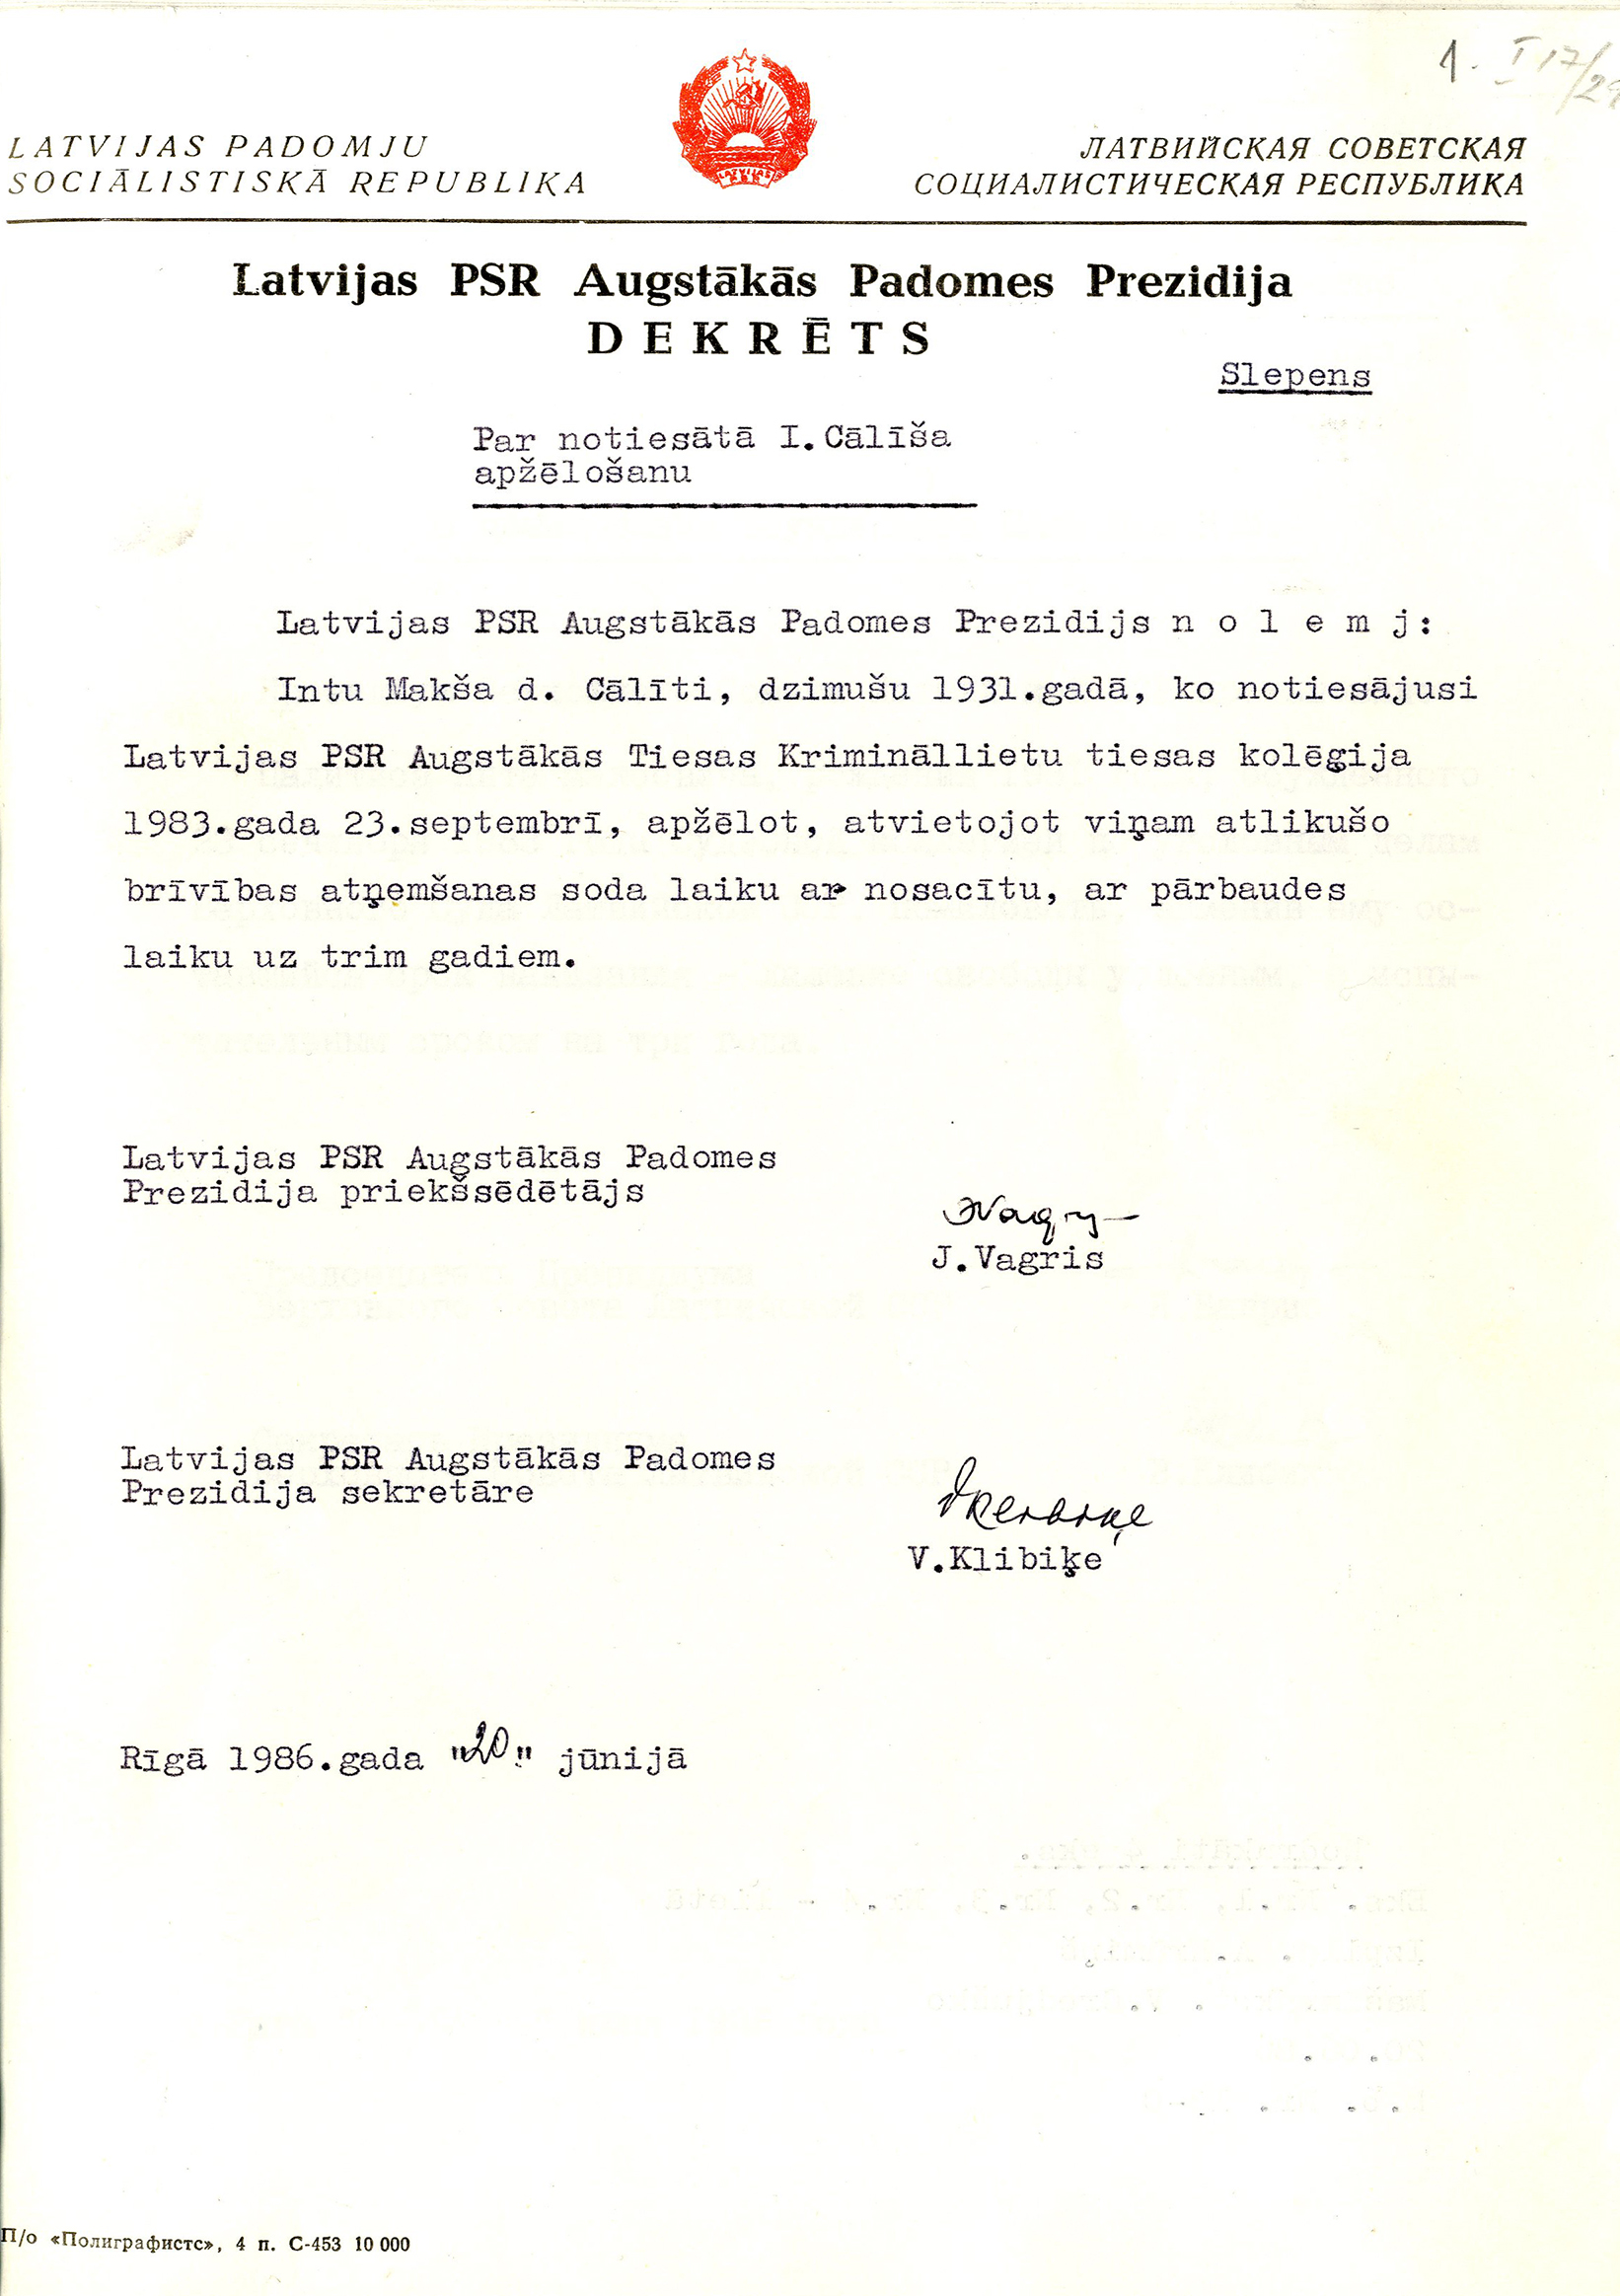 1. I 17/29
LATVIJAS PADOMJU
SOCIĀLISTISKĀ REPUBLIKA
ЛАТВИЙСКАЯ СОВЕТСКАЯ
СОЦИАЛИСТИЧЕСКАЯ РЕСПУБЛИКА
Latvijas PSR Augstākās Padomes Prezidija
DEKRĒTS
Slepens
Par notiesātā I.Cālīša
apžēlošanu
Latvijas PSR Augstākās Padomes Prezidijs n o l e m j:
Intu Makša d. Cālīti, dzimušu 1931.gadā, ko notiesājusi
Latvijas PSR Augstākās Tiesas Krimināllietu tiesas kolēģija
1983.gada 23.septembrī, apžēlot, atvietojot viņam atlikušo
brīvības atņemšanas soda laiku ar nosacītu, ar pārbaudes
laiku uz trim gadiem.
Latvijas PSR Augstākās Padomes
Prezidija priekšsēdētājs
J.Vagris
Latvijas PSR Augstākās Padomes
Prezidija sekretāre
V.Klibiķe
Rīgā 1986.gada "20." jūnijā
П/о «Полиграфистс», 4 п. С-453 10 000